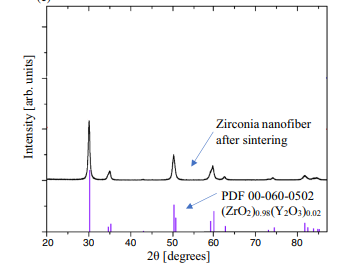 Intensity [arb. units]
Zirconia nanofiber
after sintering
PDF 00-060-0502
(ZrO₂)₀.₉₈(Y₂O₃)₀.₀₂
20 30 40 50 60 70 80
2θ [degrees]